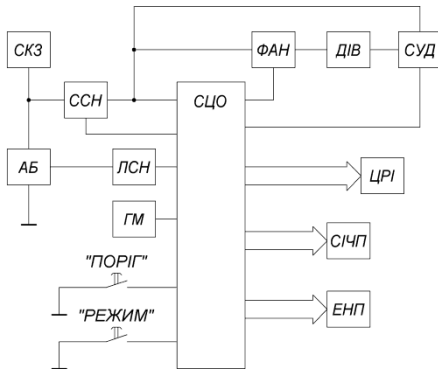 СКЗ
ФАН
ДІВ
СУД
ССН
СЦО
АБ
ЛСН
ЦРІ
ГМ
СІЧП
"ПОРІГ"
"РЕЖИМ"
ЕНП